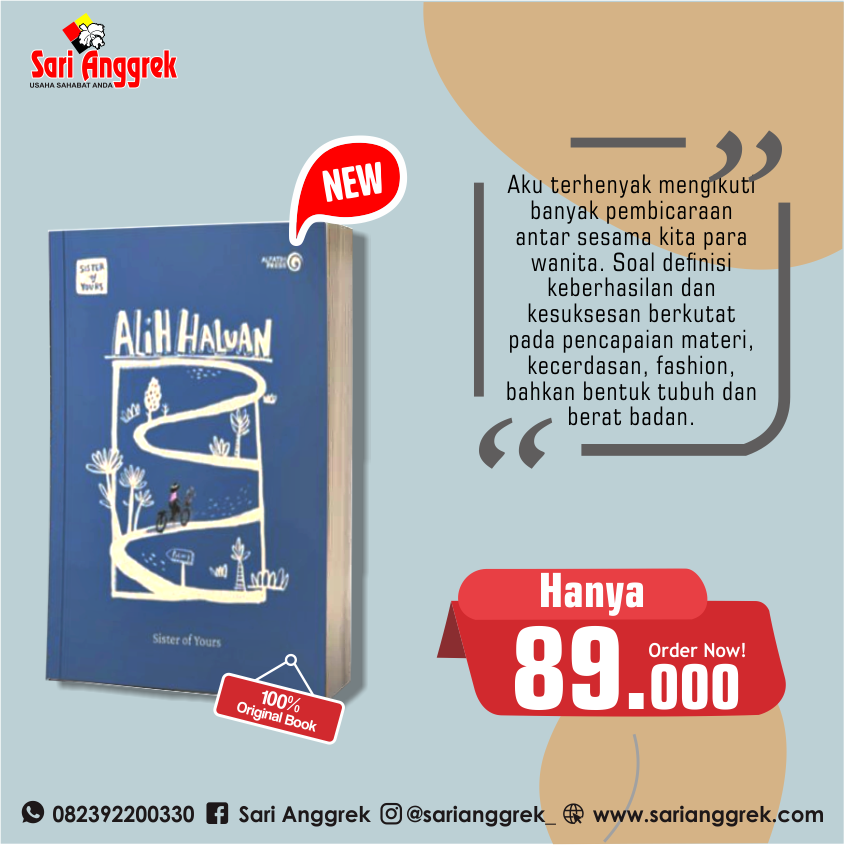 Sari Anggrek
USAHA SAHABAT ANDA
NEW
SISTER
of
YOURS
ALFATIH
PRESS
ALIH HALUAN
Sister of Yours
100%
Original Book
Aku terhenyak mengikuti
banyak pembicaraan
antar sesama kita para
wanita. Soal definisi
keberhasilan dan
kesuksesan berkutat
pada pencapaian materi,
kecerdasan, fashion,
bahkan bentuk tubuh dan
berat badan.
Hanya
89.000
Order Now!
082392200330 Sari Anggrek @sarianggrek_ www.sarianggrek.com